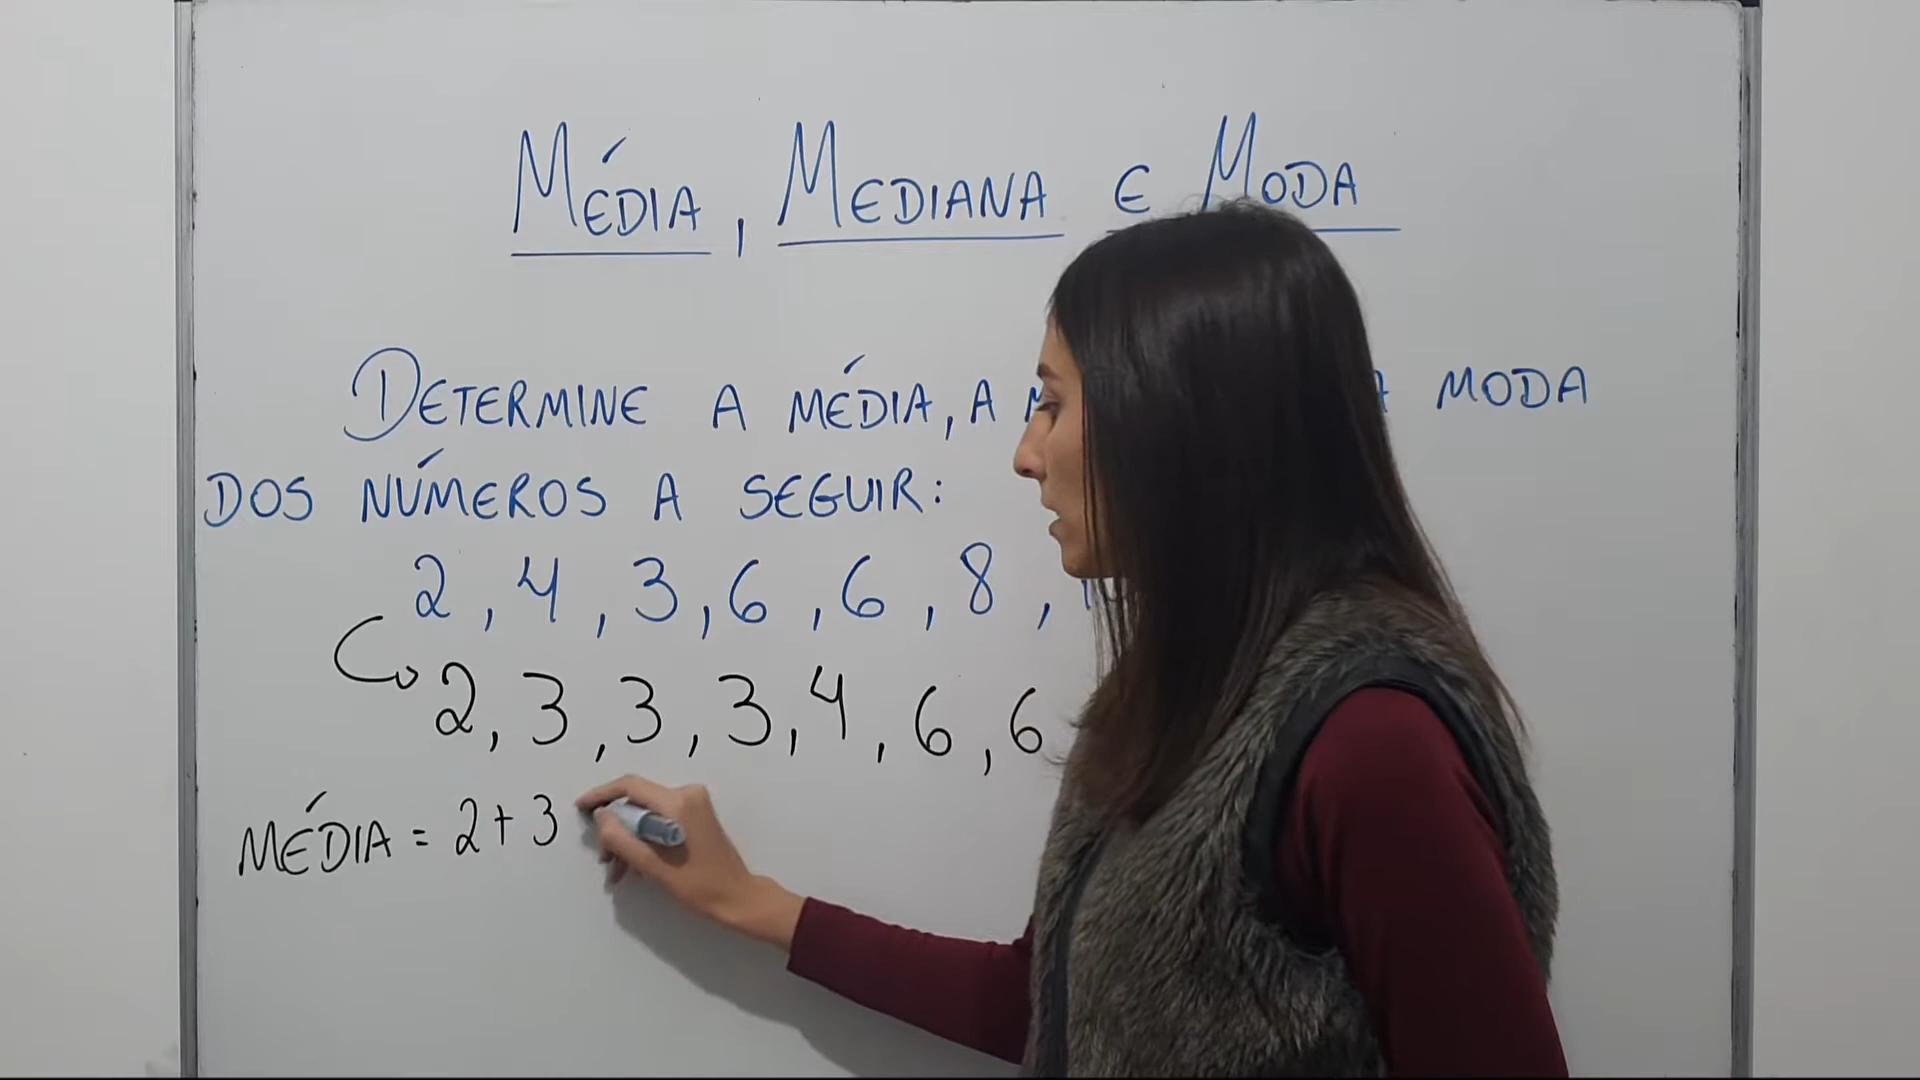 MÉDIA, MEDIANA E MODA
DETERMINE A MÉDIA, A MODA
DOS NÚMEROS A SEGUIR:
2, 4, 3, 6, 6, 8,
2, 3, 3, 3, 4, 6, 6
MÉDIA = 2 + 3